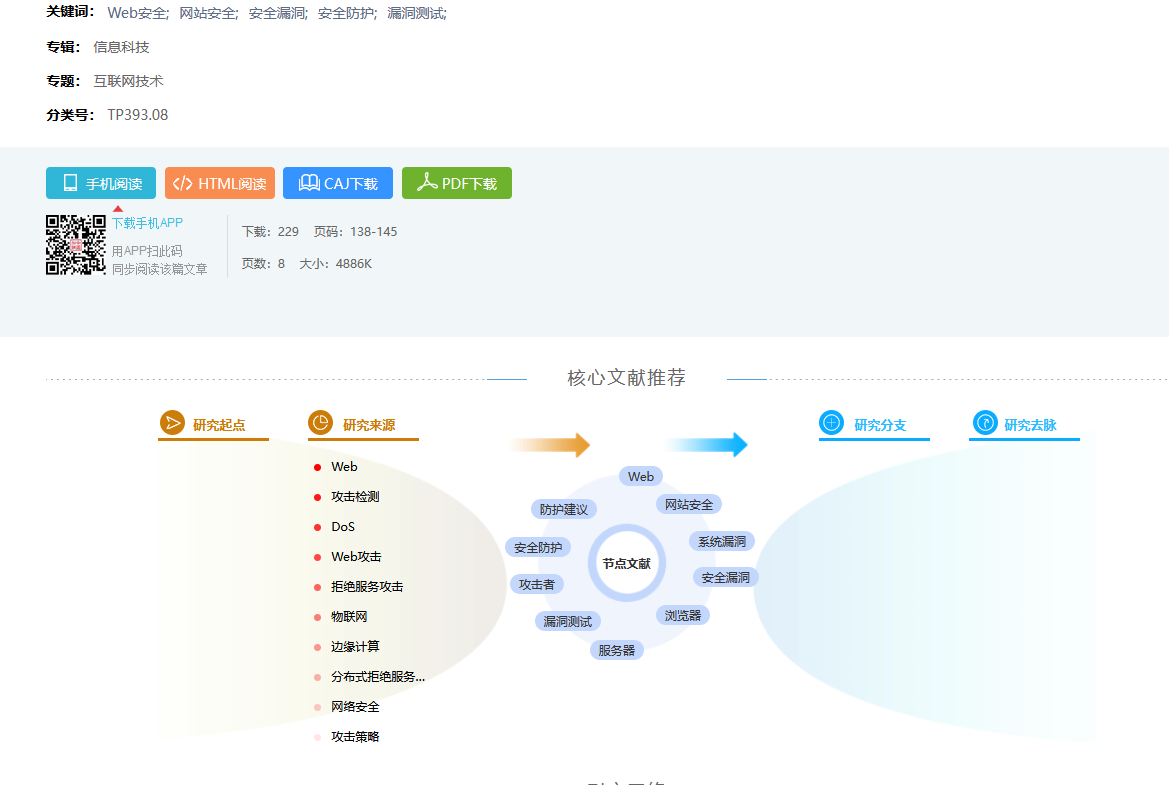 关键词： Web安全; 网站安全; 安全漏洞; 安全防护; 漏洞测试;
专辑： 信息科技
专题： 互联网技术
分类号： TP393.08
手机阅读 HTML阅读 CAJ下载 PDF下载
下载手机APP
用APP扫此码
同步阅读该篇文章
下载：229 页码：138-145
页数：8 大小：4886K
核心文献推荐
研究起点 研究来源 研究分支 研究去脉
Web
攻击检测
DoS
Web攻击
拒绝服务攻击
物联网
边缘计算
分布式拒绝服务...
网络安全
攻击策略
Web
网站安全
防护建议
系统漏洞
安全防护
节点文献
安全漏洞
攻击者
浏览器
漏洞测试
服务器